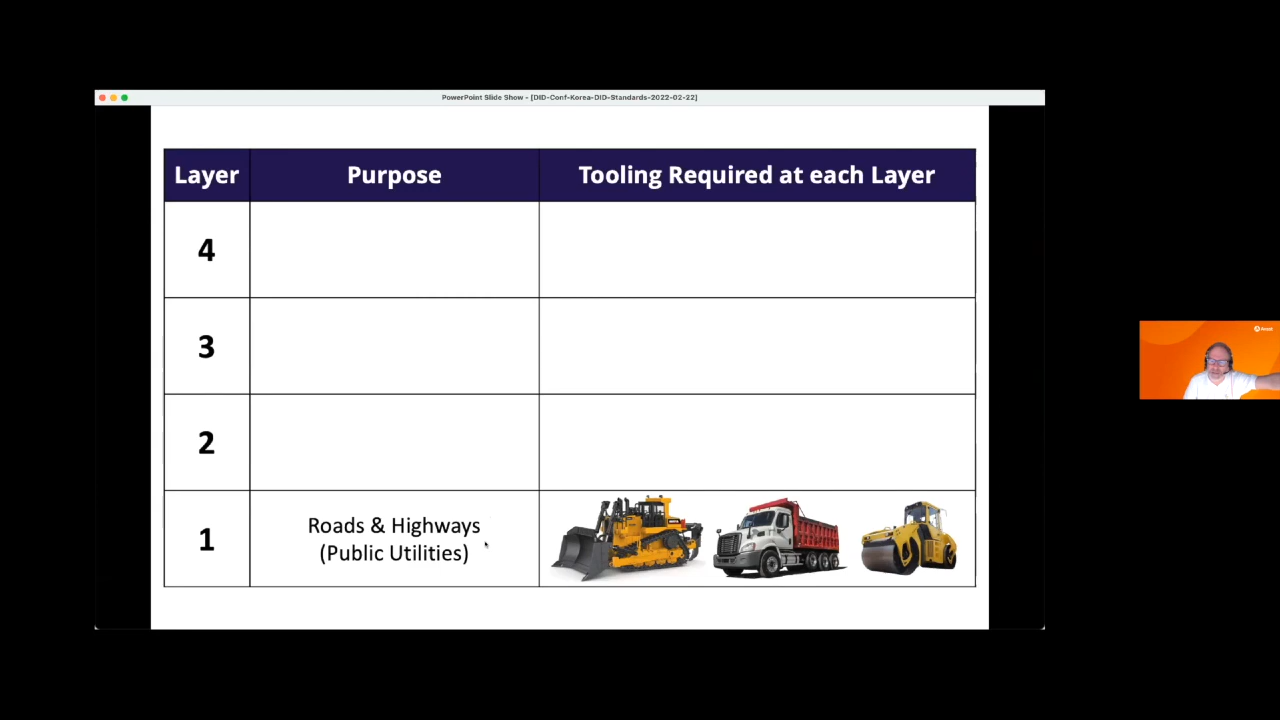 PowerPoint Slide Show - [DID-Conf-Korea-DID-Standards-2022-02-22]
Layer Purpose Tooling Required at each Layer
4
3
2
1
Roads & Highways
(Public Utilities)